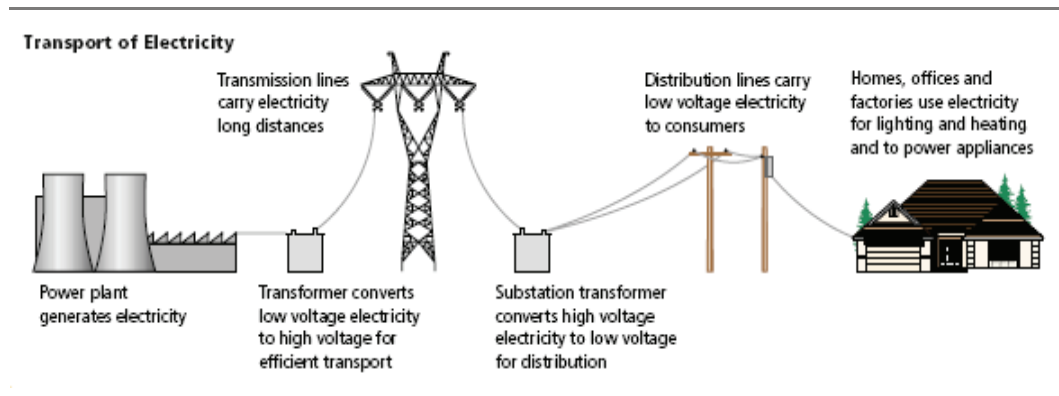 Transport of Electricity
Transmission lines
carry electricity
long distances
Distribution lines carry
low voltage electricity
to consumers
Homes, offices and
factories use electricity
for lighting and heating
and to power appliances
Power plant
generates electricity
Transformer converts
low voltage electricity
to high voltage for
efficient transport
Substation transformer
converts high voltage
electricity to low voltage
for distribution